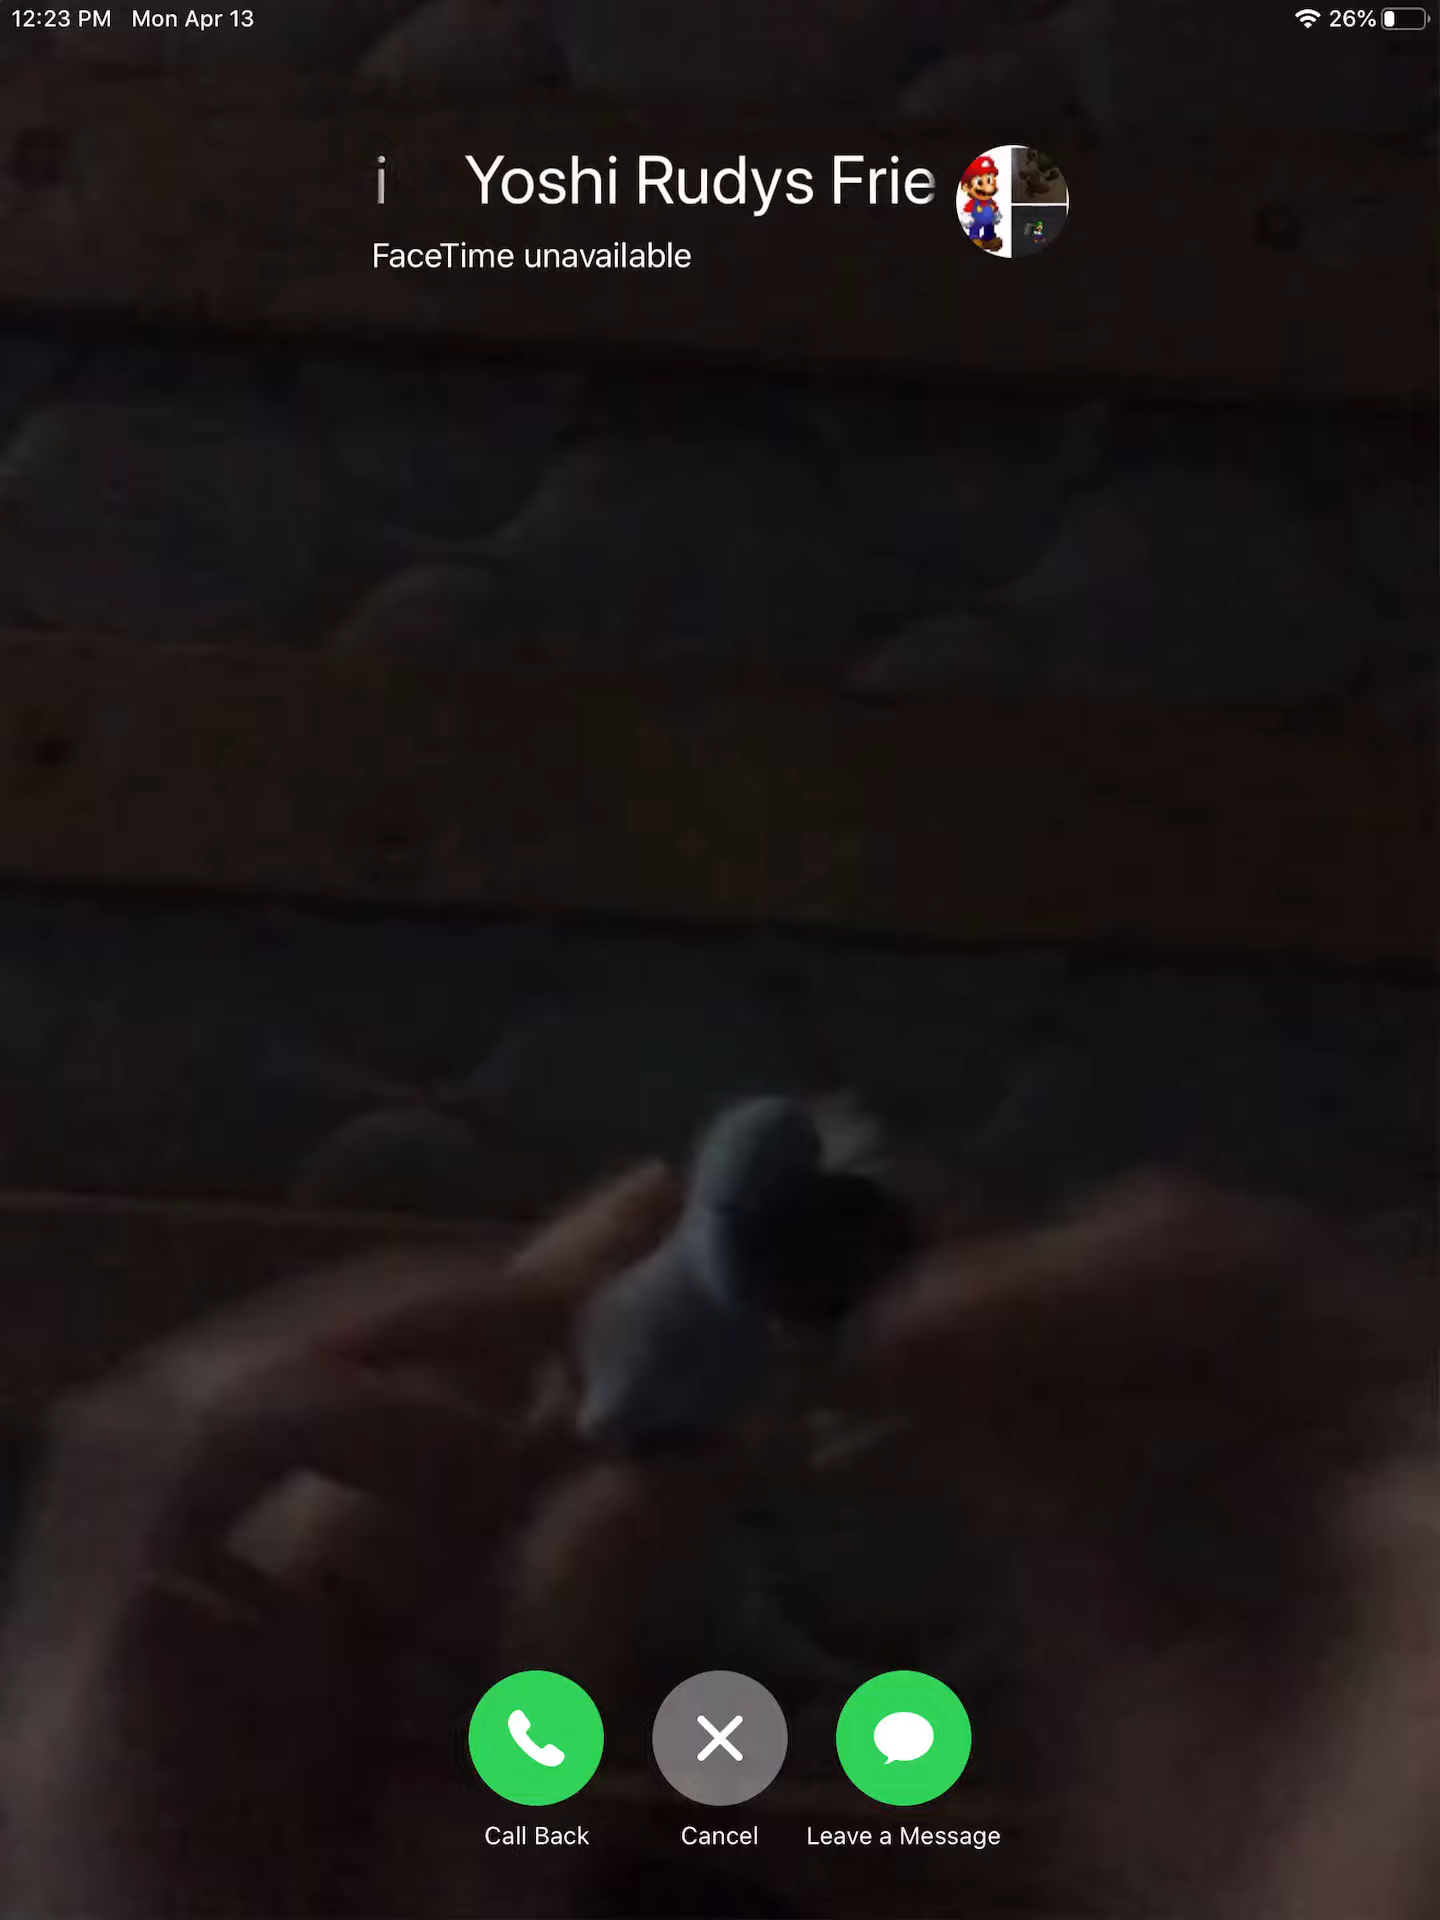 12:23 PM Mon Apr 13
26%
i Yoshi Rudys Frie
FaceTime unavailable
Call Back
Cancel
Leave a Message